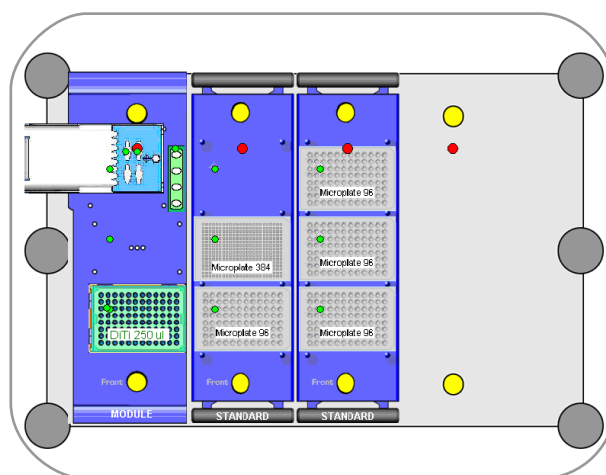 Microplate 96
Microplate 384
Microplate 96
DiTi 250 ul
Microplate 96
Microplate 96
Front
Front
Front
MODULE
STANDARD
STANDARD